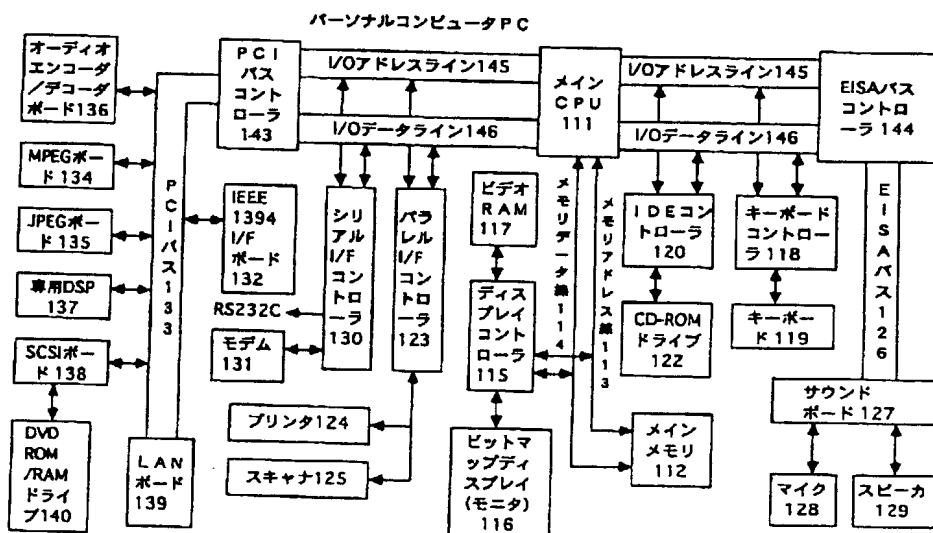 パーソナルコンピュータPC
オーディオ
エンコーダ
/デコーダ
ボード136
MPEGボー
ド134
JPEGボー
ド135
専用DSP
137
SCSIボー
ド138
DVD
ROM
/RAM
ドライ
ブ140
PCIバス133
LAN
ボード
139
PCI
バス
コント
ローラ
143
I/Oアドレスライン145
I/Oデータライン146
IEEE
1394
I/F
ボード
132
RS232C
モデム
131
シリアルI/Fコントローラ
130
パラレルI/Fコントローラ
123
プリンタ124
スキャナ125
ビデオ
RAM
117
ディス
プレイ
コント
ローラ
115
ビットマ
ップディ
スプレイ
(モニタ)
116
メイン
CPU
111
メモリデータ線114
メモリアドレス線113
メイン
メモリ
112
I/Oアドレスライン145
I/Oデータライン146
IDEコン
トローラ
120
CD-ROM
ドライブ
122
キーボード
コントロー
ラ118
キーボー
ド119
EISAバス
コントロ
ーラ144
EISAバス126
サウンド
ボード127
マイク
128
スピーカ
129